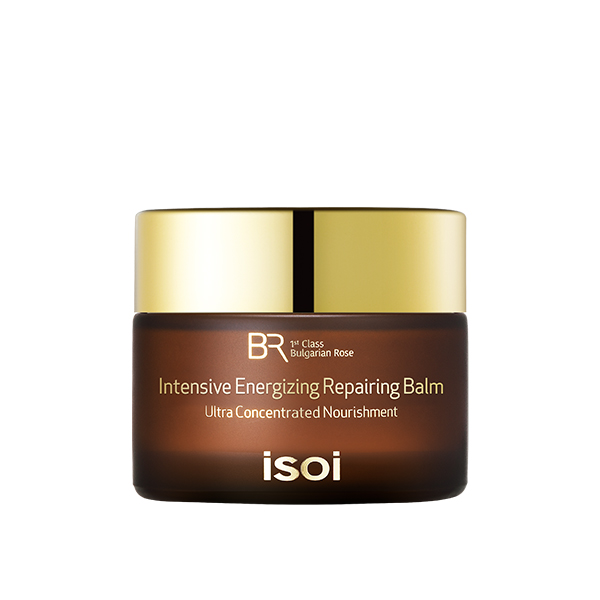 BR 1st Class
Bulgarian Rose
Intensive Energizing Repairing Balm
Ultra Concentrated Nourishment
isoi